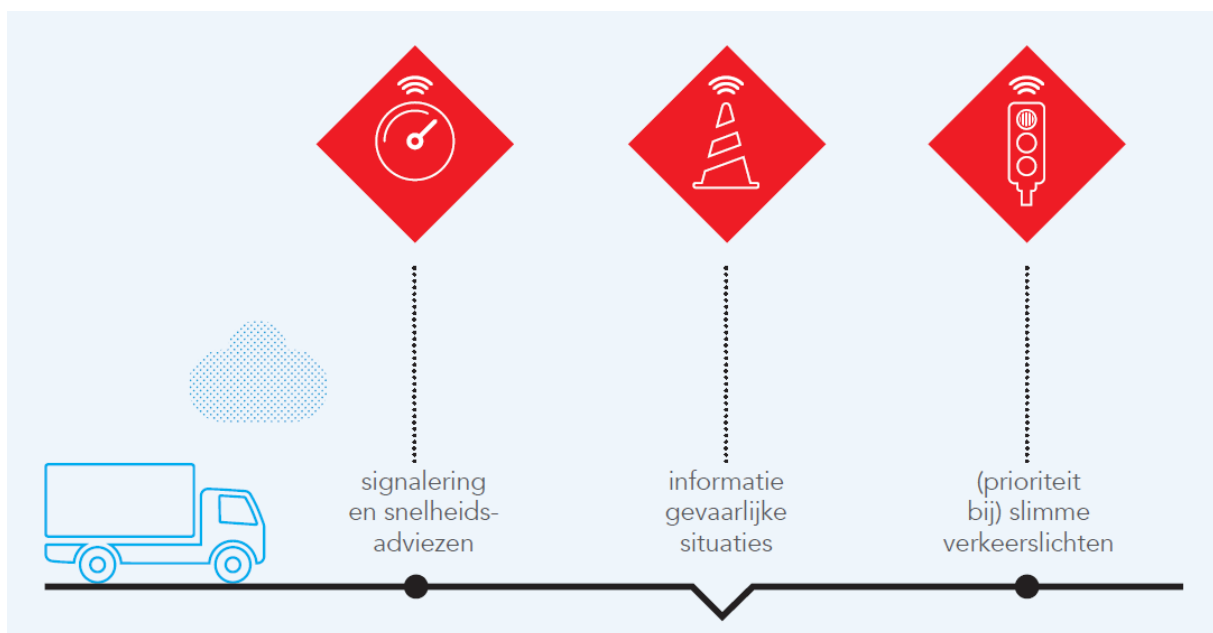 signalering
en snelheids-
adviezen
informatie
gevaarlijke
situaties
(prioriteit
bij) slimme
verkeerslichten